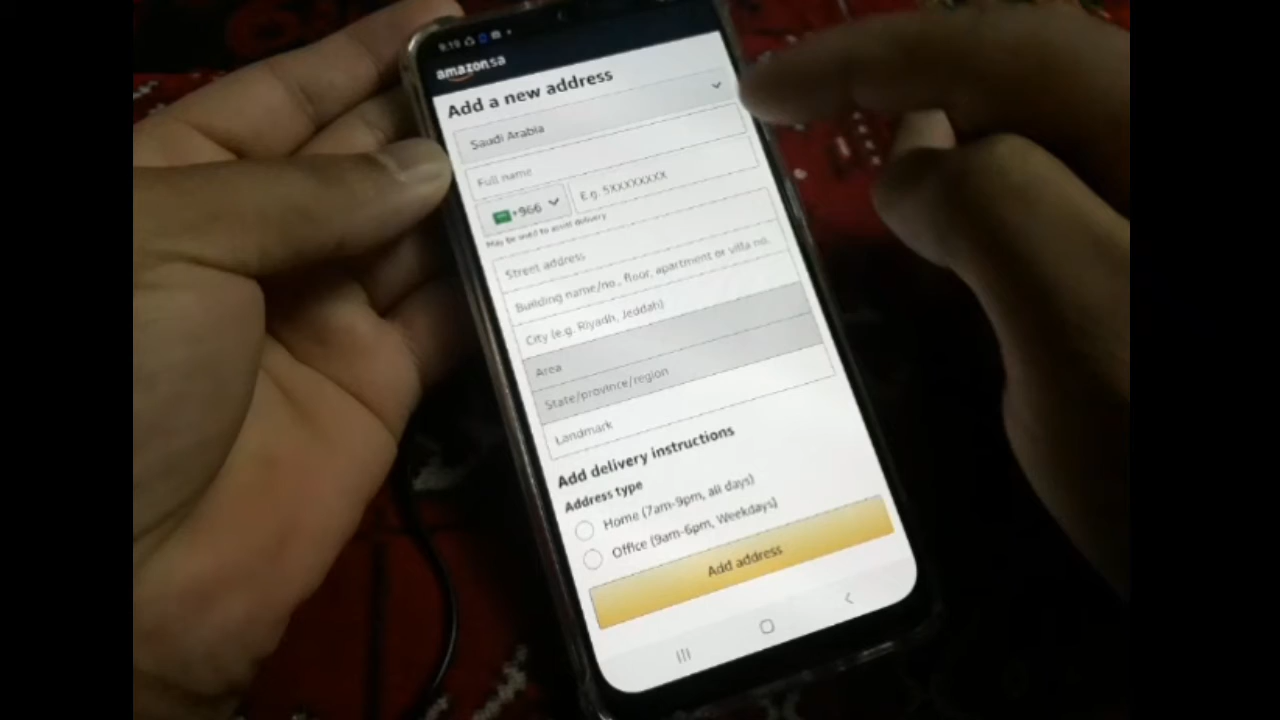 9:19
amazon.sa
Add a new address
Saudi Arabia
Full name
+966
E.g. 5XXXXXXXX
May be used to assist delivery
Street address
Building name/no., floor, apartment or villa no.
City (e.g. Riyadh, Jeddah)
Area
State/province/region
Landmark
Add delivery instructions
Address type
Home (7am-9pm, all days)
Office (9am-6pm, Weekdays)
Add address